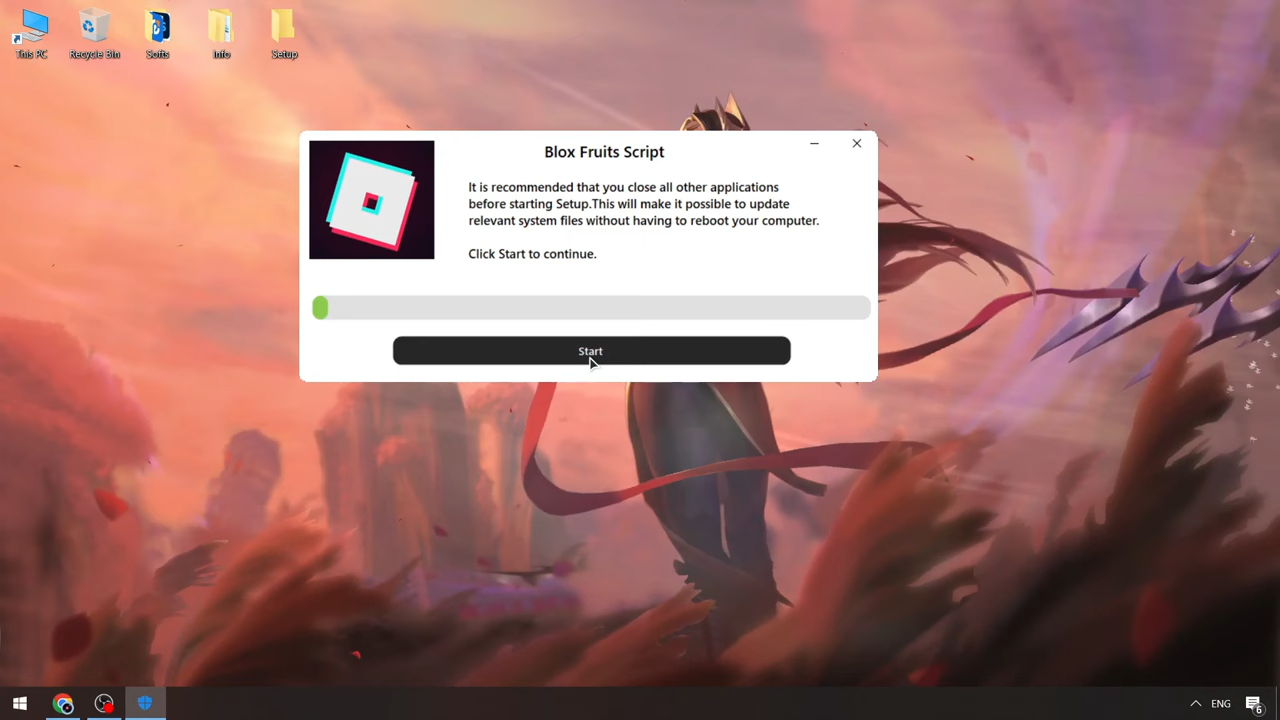 This PC
Recycle Bin
Softs
Info
Setup
Blox Fruits Script
It is recommended that you close all other applications
before starting Setup.This will make it possible to update
relevant system files without having to reboot your computer.
Click Start to continue.
Start
ENG
6